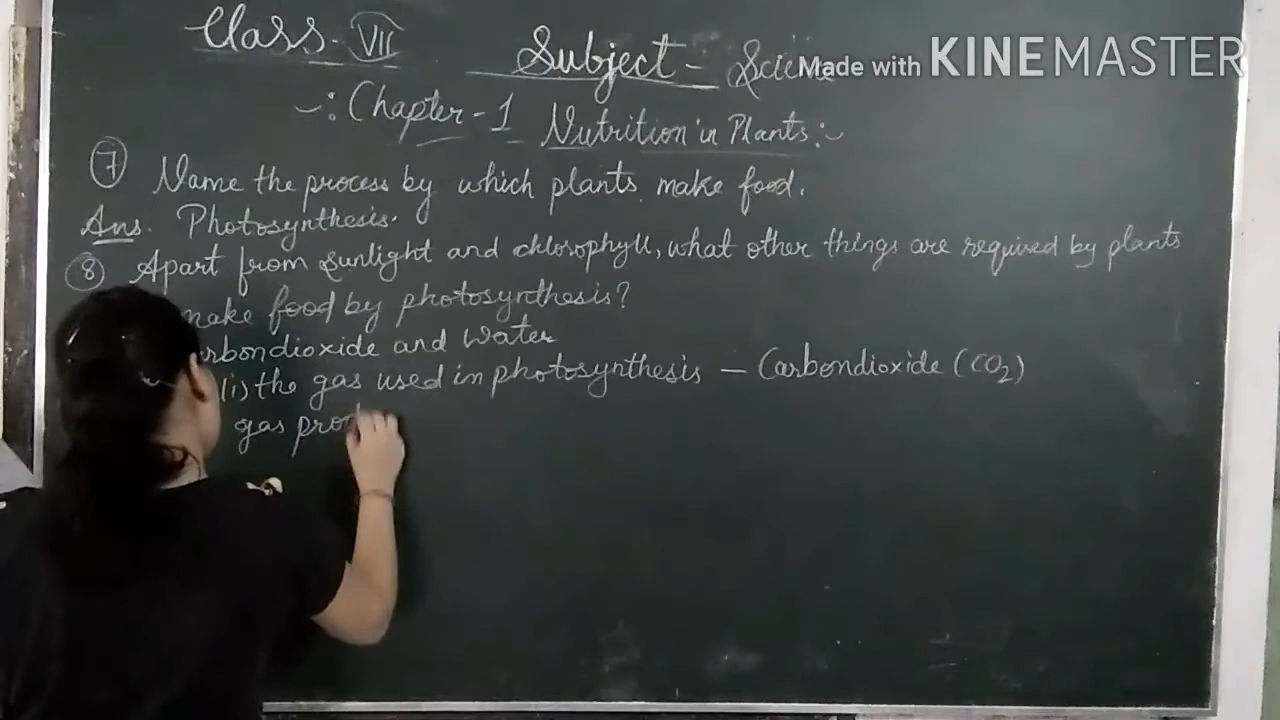 Class- VII
Subject - Science
Made with KINEMASTER
~: Chapter-1 Nutrition in Plants:~
7 Name the process by which plants make food.
Ans. Photosynthesis.
8 Apart from sunlight and chlorophyll, what other things are required by plants
make food by photosynthesis?
rbondioxide and Water
(i) the gas used in photosynthesis — Carbondioxide (CO₂)
gas prod